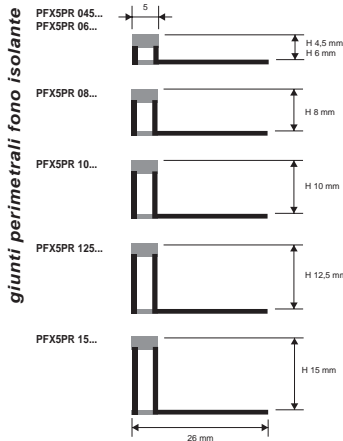 giunti perimetrali fono isolante
PFX5PR 045...
PFX5PR 06...
5
H 4,5 mm
H 6 mm
PFX5PR 08...
H 8 mm
PFX5PR 10...
H 10 mm
PFX5PR 125...
H 12,5 mm
PFX5PR 15...
H 15 mm
26 mm